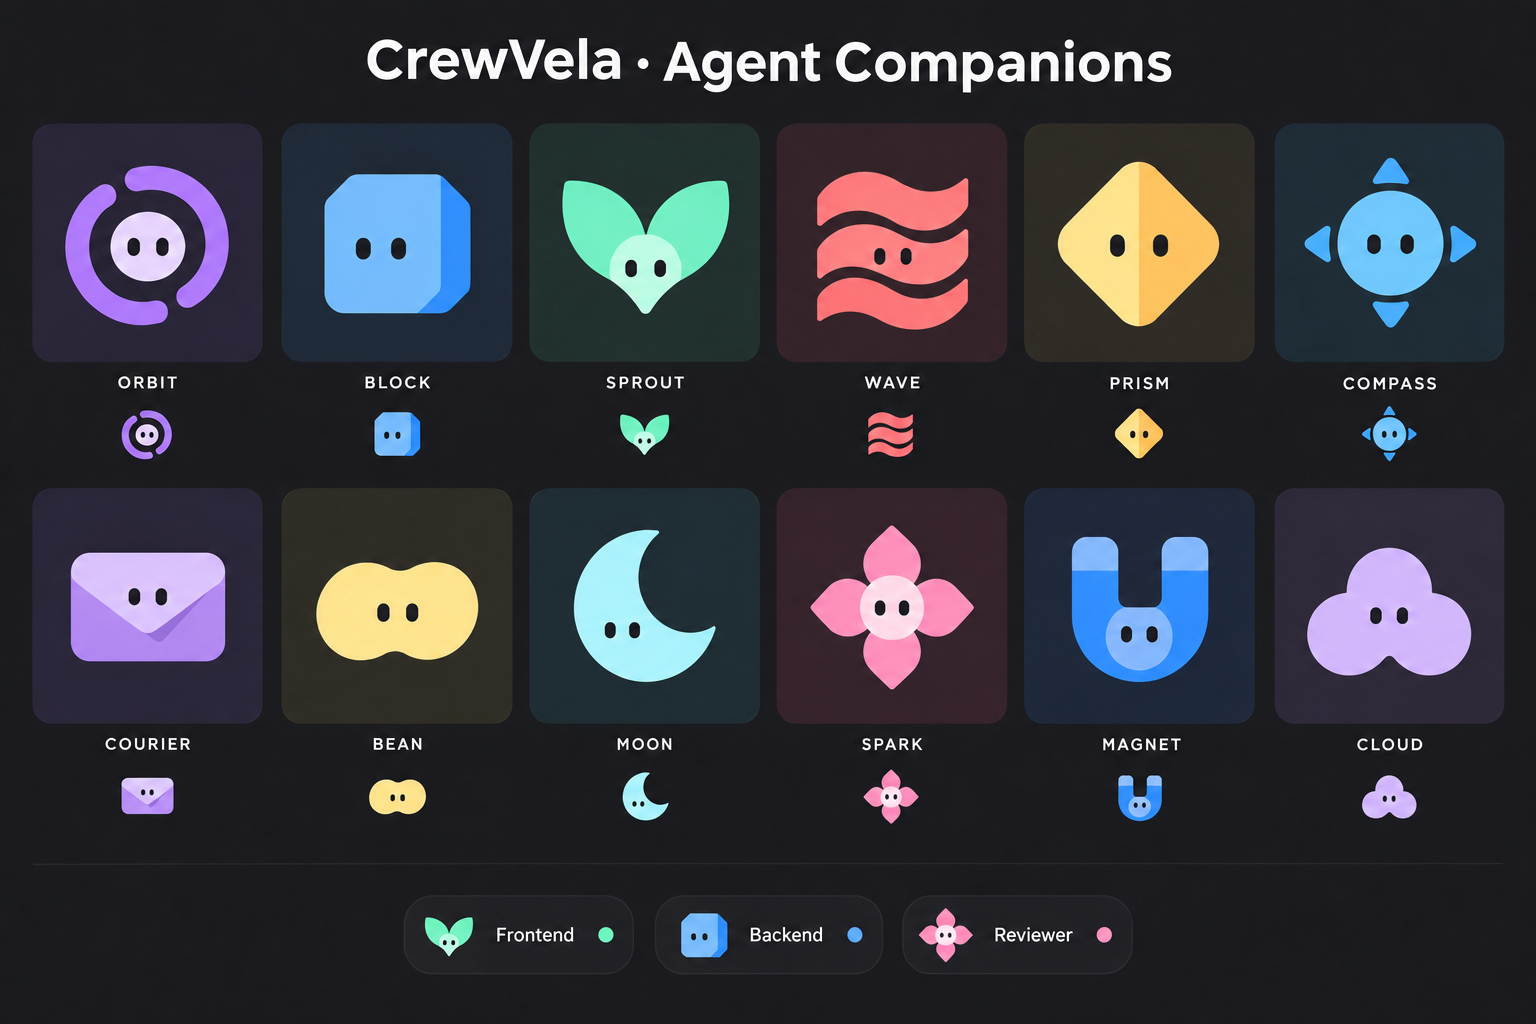 CrewVela · Agent Companions
ORBIT
BLOCK
SPROUT
WAVE
PRISM
COMPASS
COURIER
BEAN
MOON
SPARK
MAGNET
CLOUD
Frontend
Backend
Reviewer